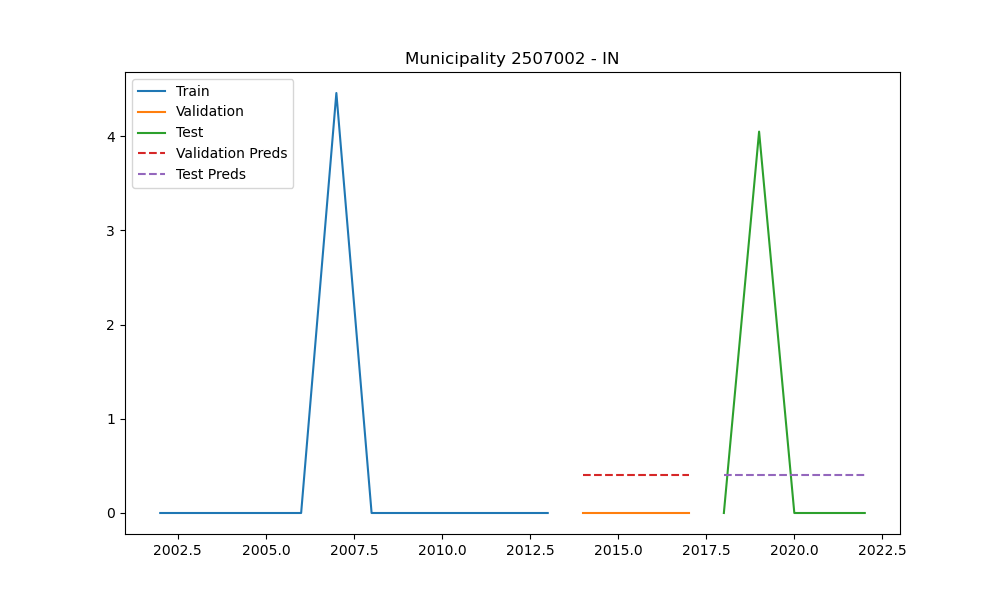 Municipality 2507002 - IN
Train
Validation
Test
Validation Preds
Test Preds
4
3
2
1
0
2002.5 2005.0 2007.5 2010.0 2012.5 2015.0 2017.5 2020.0 2022.5